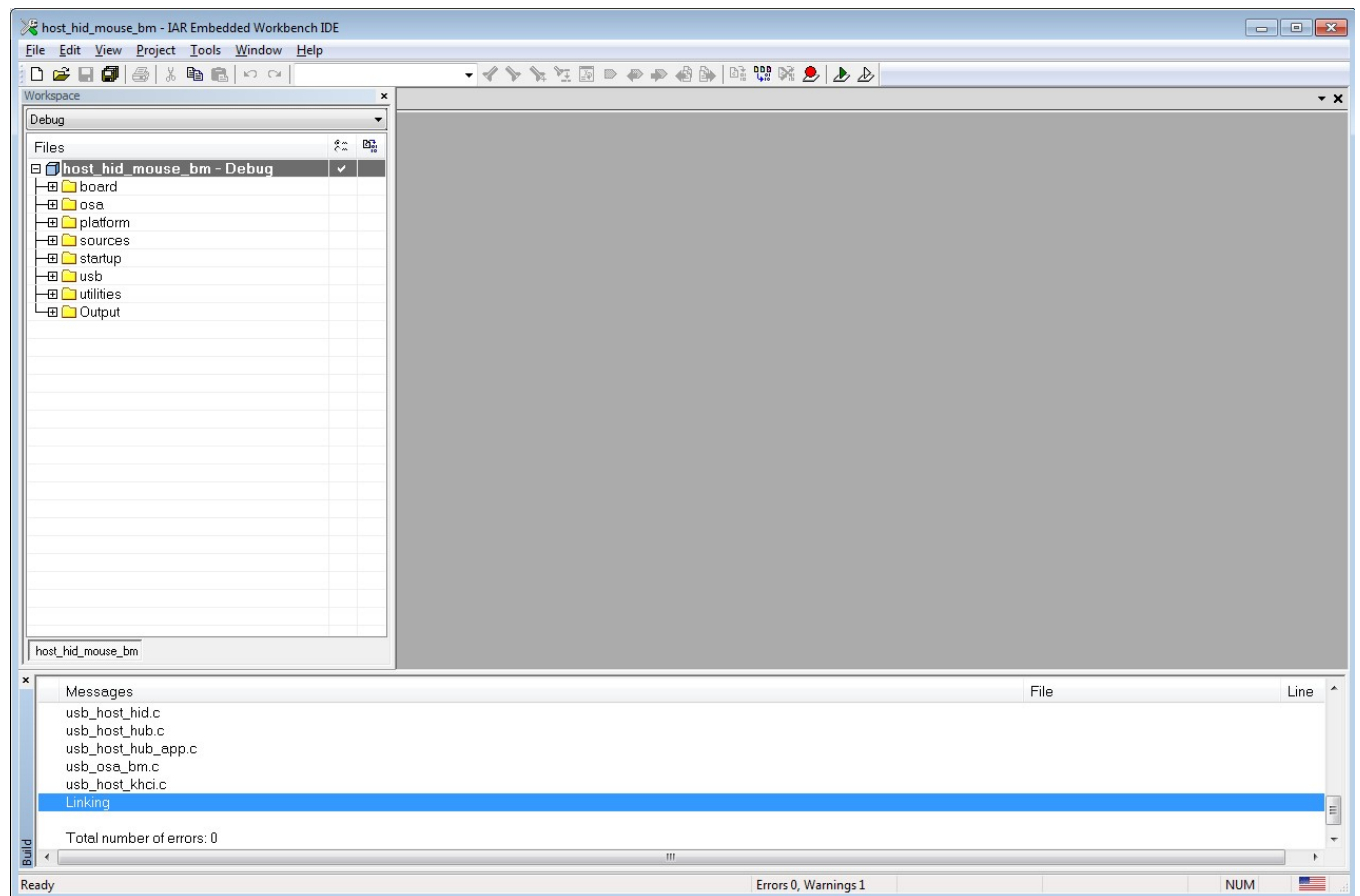 host_hid_mouse_bm - IAR Embedded Workbench IDE
File Edit View Project Tools Window Help
Workspace
Debug
Files
host_hid_mouse_bm - Debug
board
osa
platform
sources
startup
usb
utilities
Output
host_hid_mouse_bm
Messages File Line
usb_host_hid.c
usb_host_hub.c
usb_host_hub_app.c
usb_osa_bm.c
usb_host_khci.c
Linking
Total number of errors: 0
Build
Ready Errors 0, Warnings 1 NUM